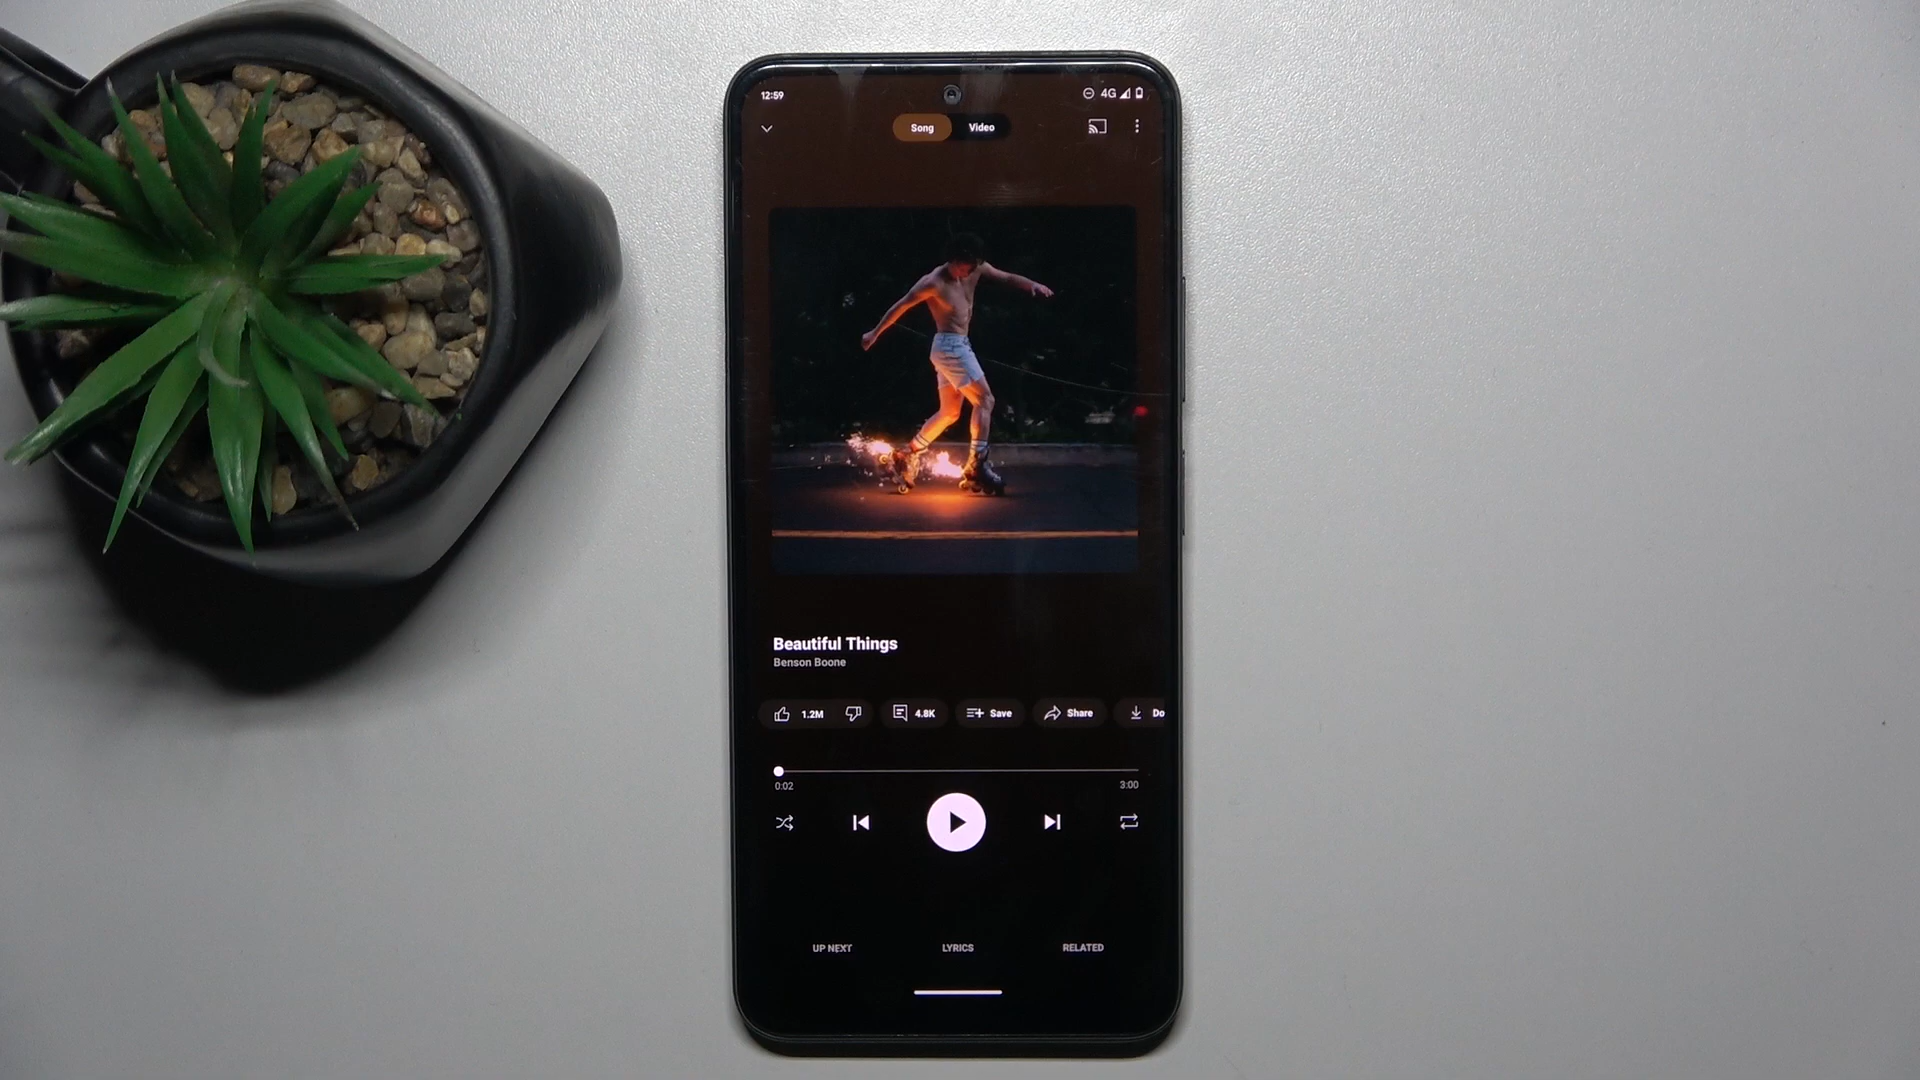 12:59
4G
Song Video
Beautiful Things
Benson Boone
1.2M 4.8K Save Share Do
0:02 3:00
UP NEXT LYRICS RELATED